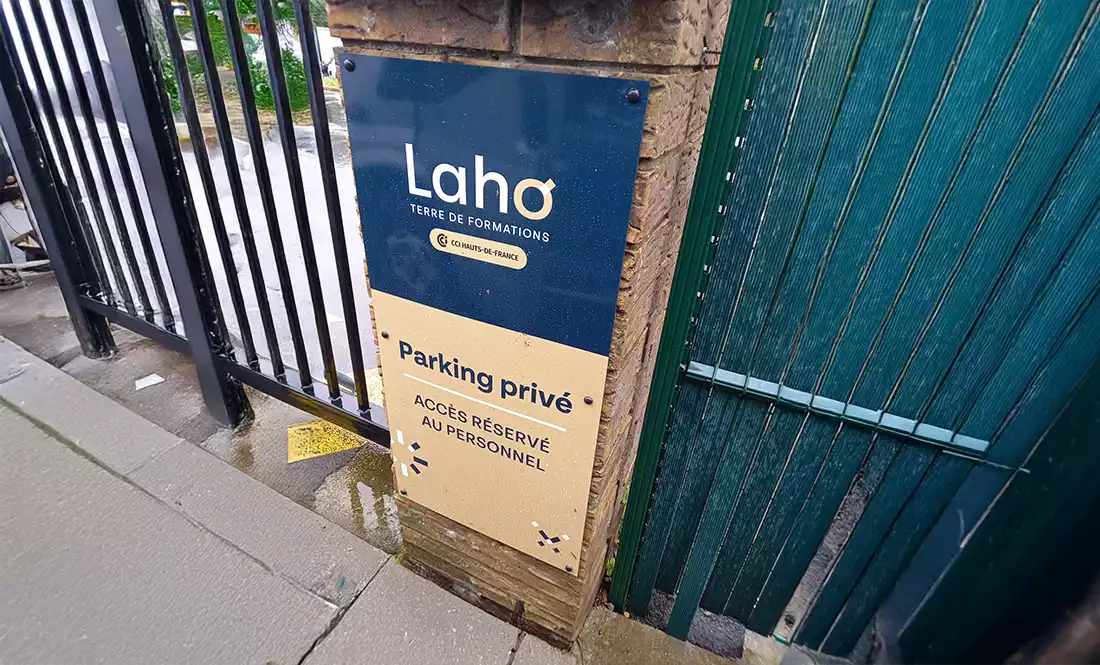 Laho
TERRE DE FORMATIONS
CCI HAUTS-DE-FRANCE
Parking privé
ACCÈS RÉSERVÉ
AU PERSONNEL